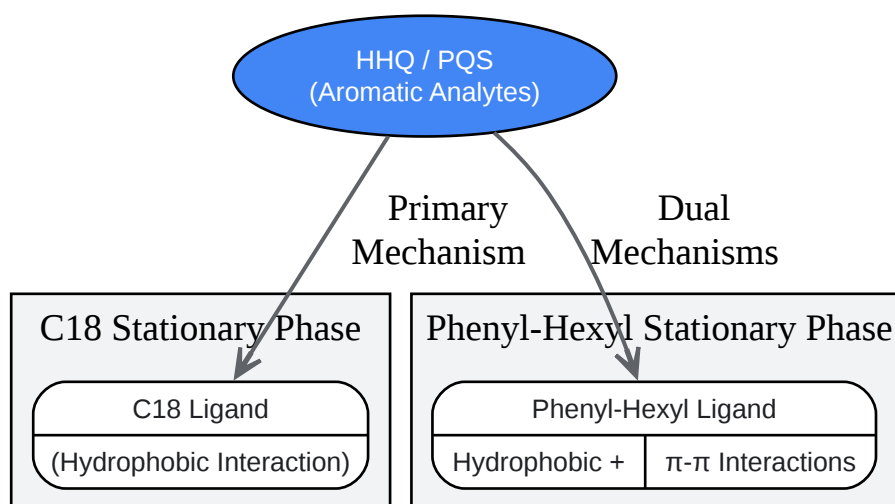 HHQ / PQS
(Aromatic Analytes)
Primary
Mechanism
Dual
Mechanisms
C18 Stationary Phase
C18 Ligand
(Hydrophobic Interaction)
Phenyl-Hexyl Stationary Phase
Phenyl-Hexyl Ligand
Hydrophobic +
π-π Interactions